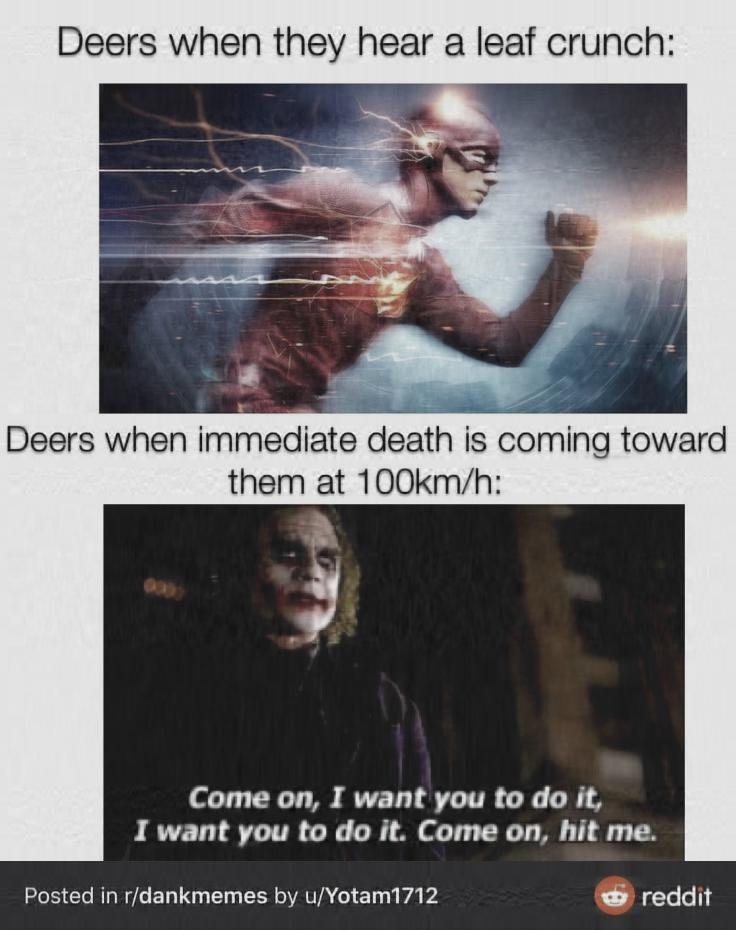 Deers when they hear a leaf crunch:
Deers when immediate death is coming toward
them at 100km/h:
Come on, I want you to do it,
I want you to do it. Come on, hit me.
Posted in r/dankmemes by u/Yotam1712
reddit